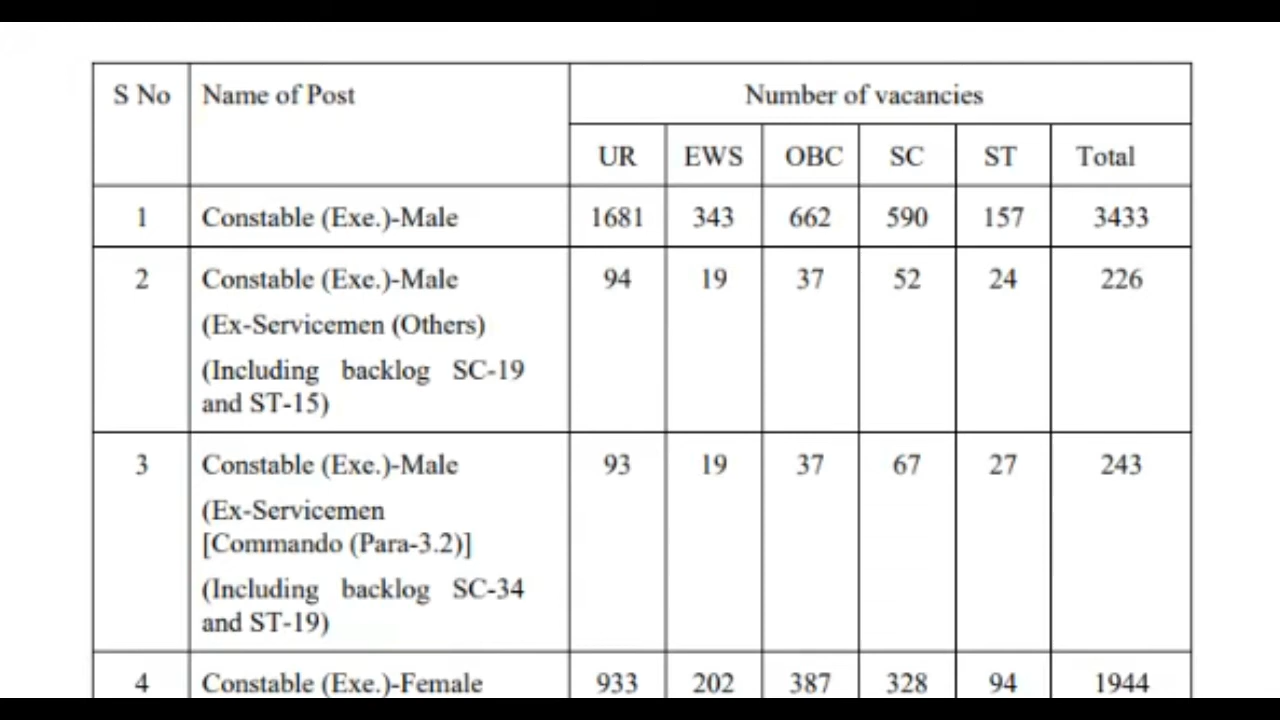 S No Name of Post Number of vacancies
UR EWS OBC SC ST Total
1 Constable (Exe.)-Male 1681 343 662 590 157 3433
2 Constable (Exe.)-Male 94 19 37 52 24 226
(Ex-Servicemen (Others)
(Including backlog SC-19
and ST-15)
3 Constable (Exe.)-Male 93 19 37 67 27 243
(Ex-Servicemen
[Commando (Para-3.2)]
(Including backlog SC-34
and ST-19)
4 Constable (Exe.)-Female 933 202 387 328 94 1944